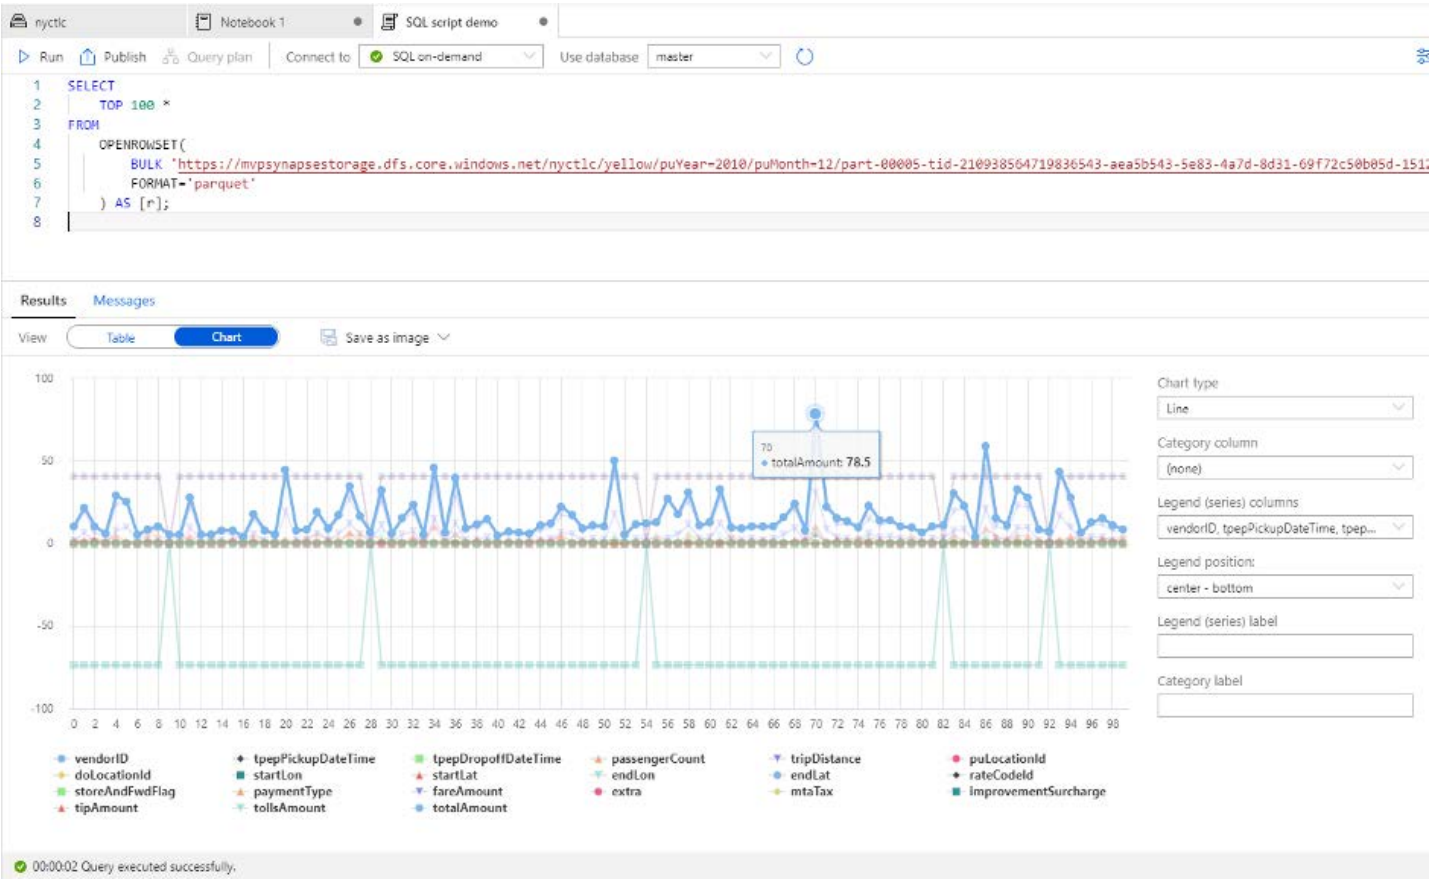 nyctlc Notebook 1 SQL script demo
Run Publish Query plan Connect to SQL on-demand Use database master
1 SELECT
2 TOP 100 *
3 FROM
4 OPENROWSET(
5 BULK 'https://mvpsynapsestorage.dfs.core.windows.net/nyctlc/yellow/puYear=2010/puMonth=12/part-00005-tid-210938564719836543-aea5b543-5e83-4a7d-8d31-69f72c50b05d-1512
6 FORMAT='parquet'
7 ) AS [r];
8
Results Messages
View Table Chart Save as image
100
50
0
-50
-100
70
totalAmount: 78.5
0 2 4 6 8 10 12 14 16 18 20 22 24 26 28 30 32 34 36 38 40 42 44 46 48 50 52 54 56 58 60 62 64 66 68 70 72 74 76 78 80 82 84 86 88 90 92 94 96 98
vendorID tpepPickupDateTime tpepDropoffDateTime passengerCount tripDistance puLocationId
doLocationId startLon startLat endLon endLat rateCodeId
storeAndFwdFlag paymentType fareAmount extra mtaTax improvementSurcharge
tipAmount tollsAmount totalAmount
Chart type
Line
Category column
(none)
Legend (series) columns
vendorID, tpepPickupDateTime, tpep...
Legend position:
center - bottom
Legend (series) label
Category label
00:00:02 Query executed successfully.